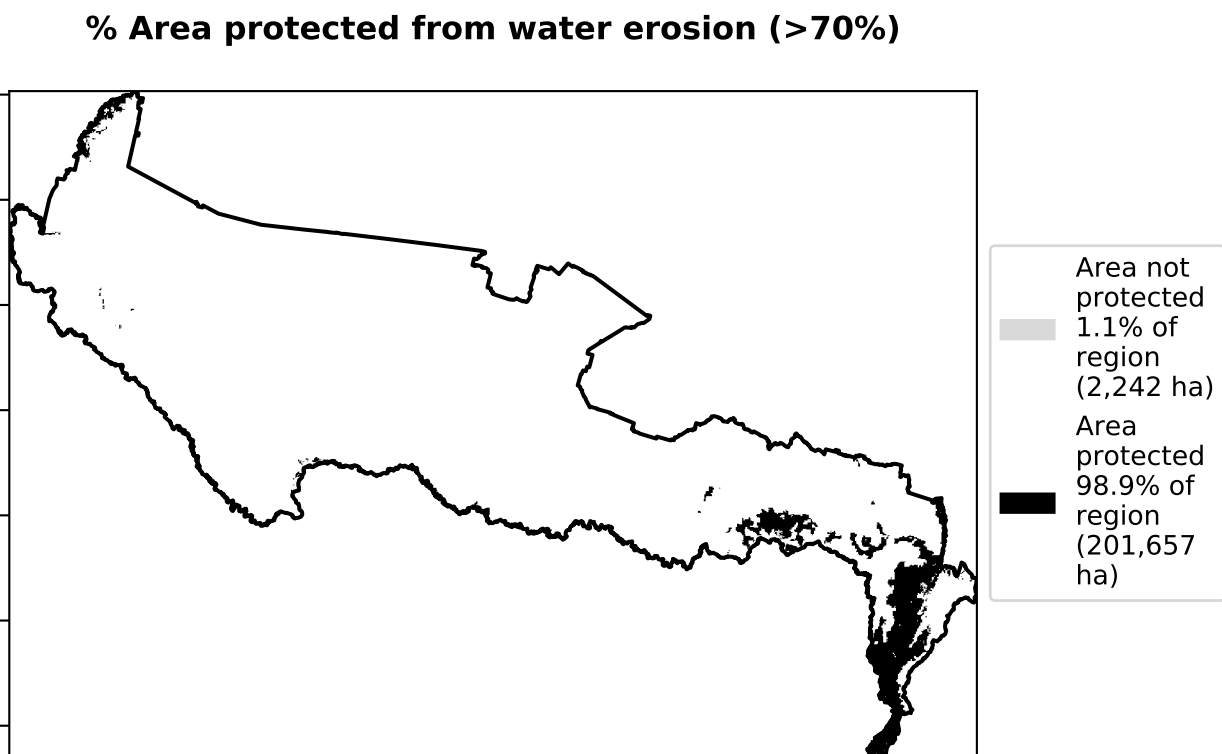 % Area protected from water erosion (>70%)
Area not
protected
1.1% of
region
(2,242 ha)
Area
protected
98.9% of
region
(201,657
ha)